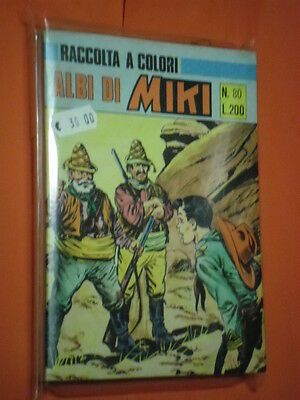 RACCOLTA A COLORI
ALBI DI MIKI
N. 80
L.200
€ 30.00